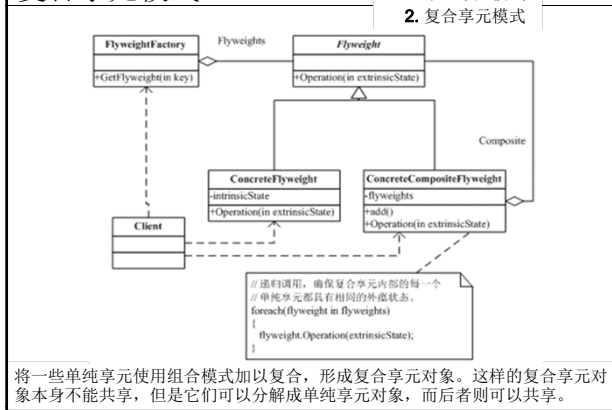 2. 复合享元模式
FlyweightFactory
+GetFlyweight(in key)
Flyweights
Flyweight
+Operation(in extrinsicState)
Composite
ConcreteFlyweight
-intrinsicState
+Operation(in extrinsicState)
ConcreteCompositeFlyweight
-flyweights
+add()
+Operation(in extrinsicState)
Client
// 递归调用，确保复合享元内部的每一个
// 单纯享元都具有相同的外蕴状态。
foreach(flyweight in flyweights)
{
flyweight.Operation(extrinsicState);
}
将一些单纯享元使用组合模式加以复合，形成复合享元对象。这样的复合享元对
象本身不能共享，但是它们可以分解成单纯享元对象，而后者则可以共享。